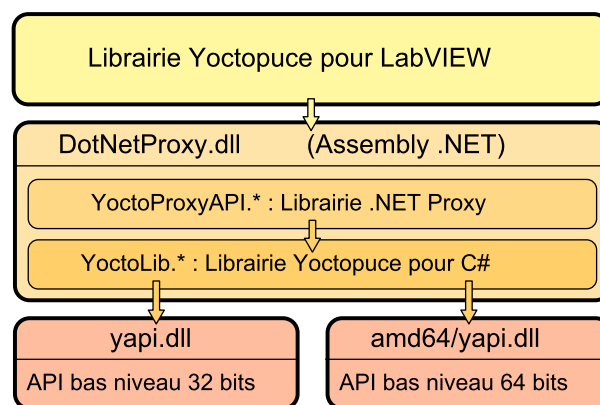 Librairie Yoctopuce pour LabVIEW
DotNetProxy.dll (Assembly .NET)
YoctoProxyAPI.* : Librairie .NET Proxy
YoctoLib.* : Librairie Yoctopuce pour C#
yapi.dll
API bas niveau 32 bits
amd64/yapi.dll
API bas niveau 64 bits